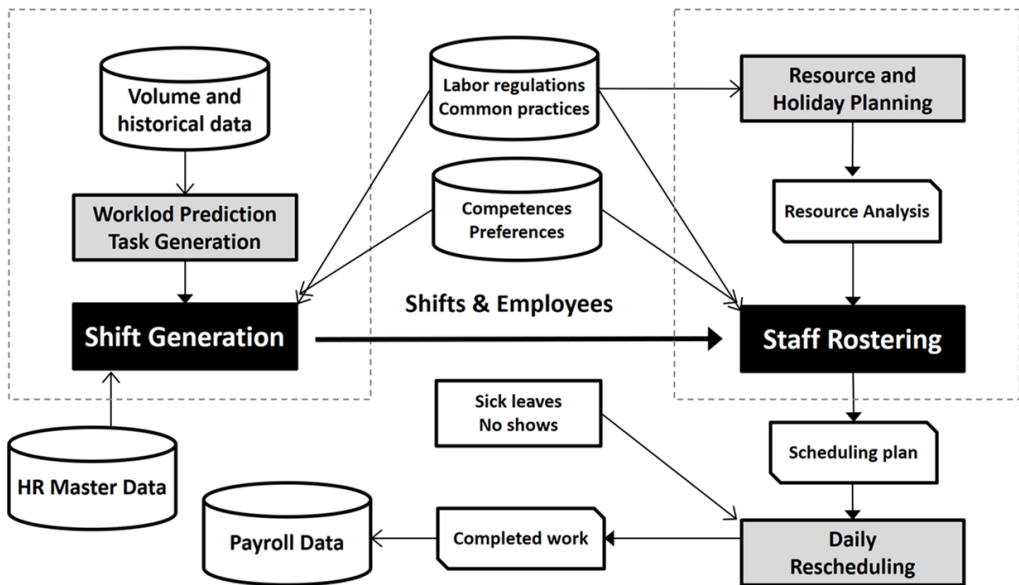 Volume and
historical data
Worklod Prediction
Task Generation
Shift Generation
HR Master Data
Labor regulations
Common practices
Competences
Preferences
Shifts & Employees
Resource and
Holiday Planning
Resource Analysis
Staff Rostering
Sick leaves
No shows
Scheduling plan
Daily
Rescheduling
Completed work
Payroll Data